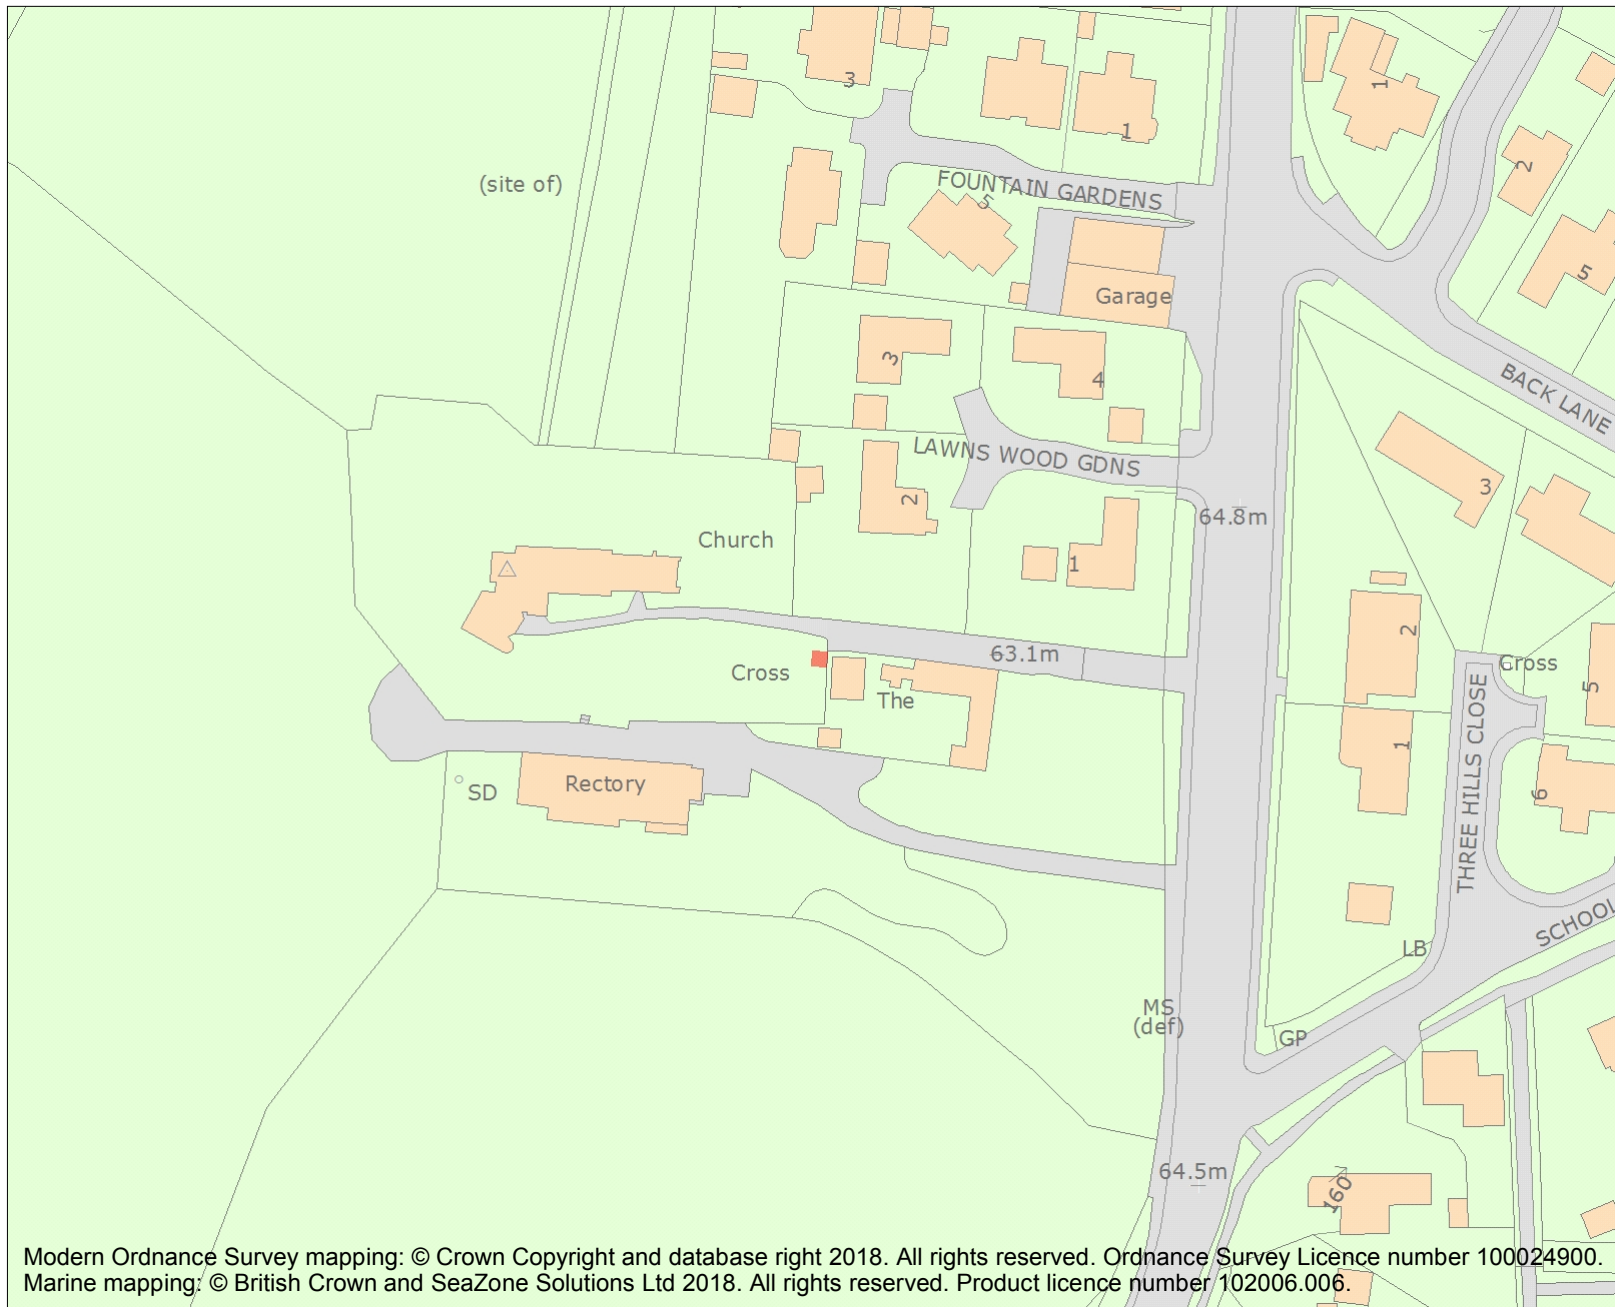 3
1
1
2
(site of)
FOUNTAIN GARDENS
5
5
Garage
3
4
BACK LANE
LAWNS WOOD GDNS
2
3
64.8m
Church
1
2
63.1m
Cross
Cross
The
5
THREE HILLS CLOSE
1
Rectory
SD
6
SCHOOL
LB
MS
(def)
GP
64.5m
160
Modern Ordnance Survey mapping: © Crown Copyright and database right 2018. All rights reserved. Ordnance Survey Licence number 100024900.
Marine mapping: © British Crown and SeaZone Solutions Ltd 2018. All rights reserved. Product licence number 102006.006.